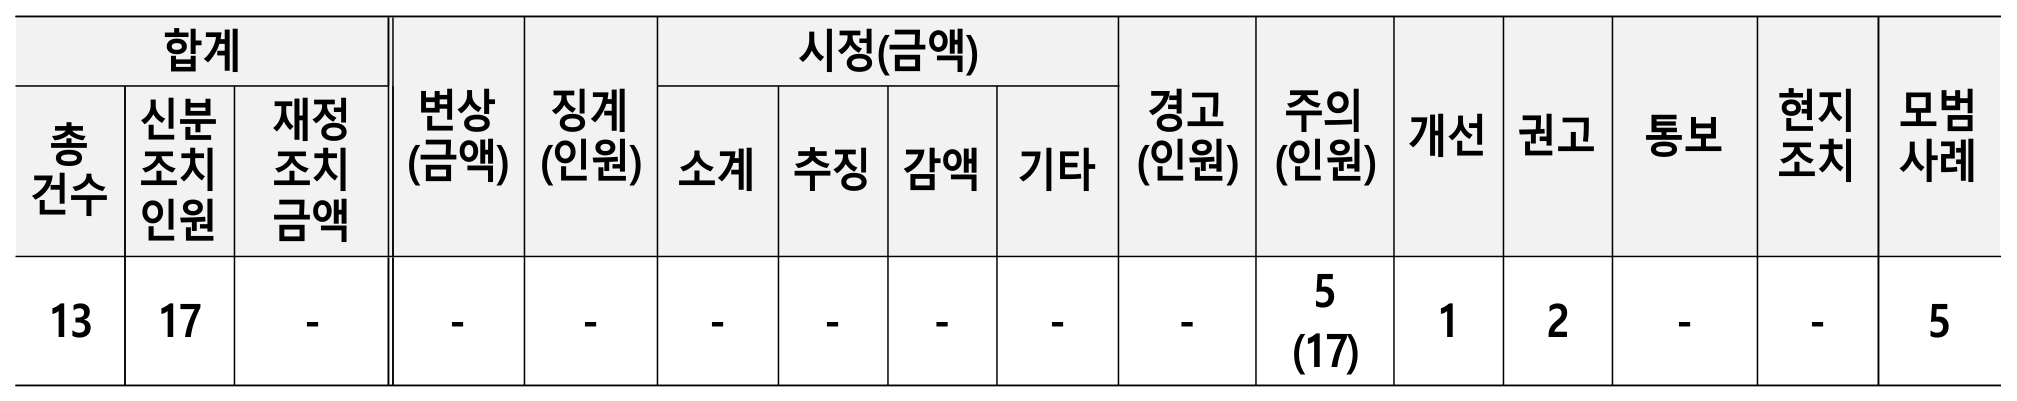 합계
시정(금액)
총
건수
신분
조치
인원
재정
조치
금액
변상
(금액)
징계
(인원)
소계
추징
감액
기타
경고
(인원)
주의
(인원)
개선
권고
통보
현지
조치
모범
사례
13
17
-
-
-
-
-
-
-
-
5
(17)
1
2
-
-
5